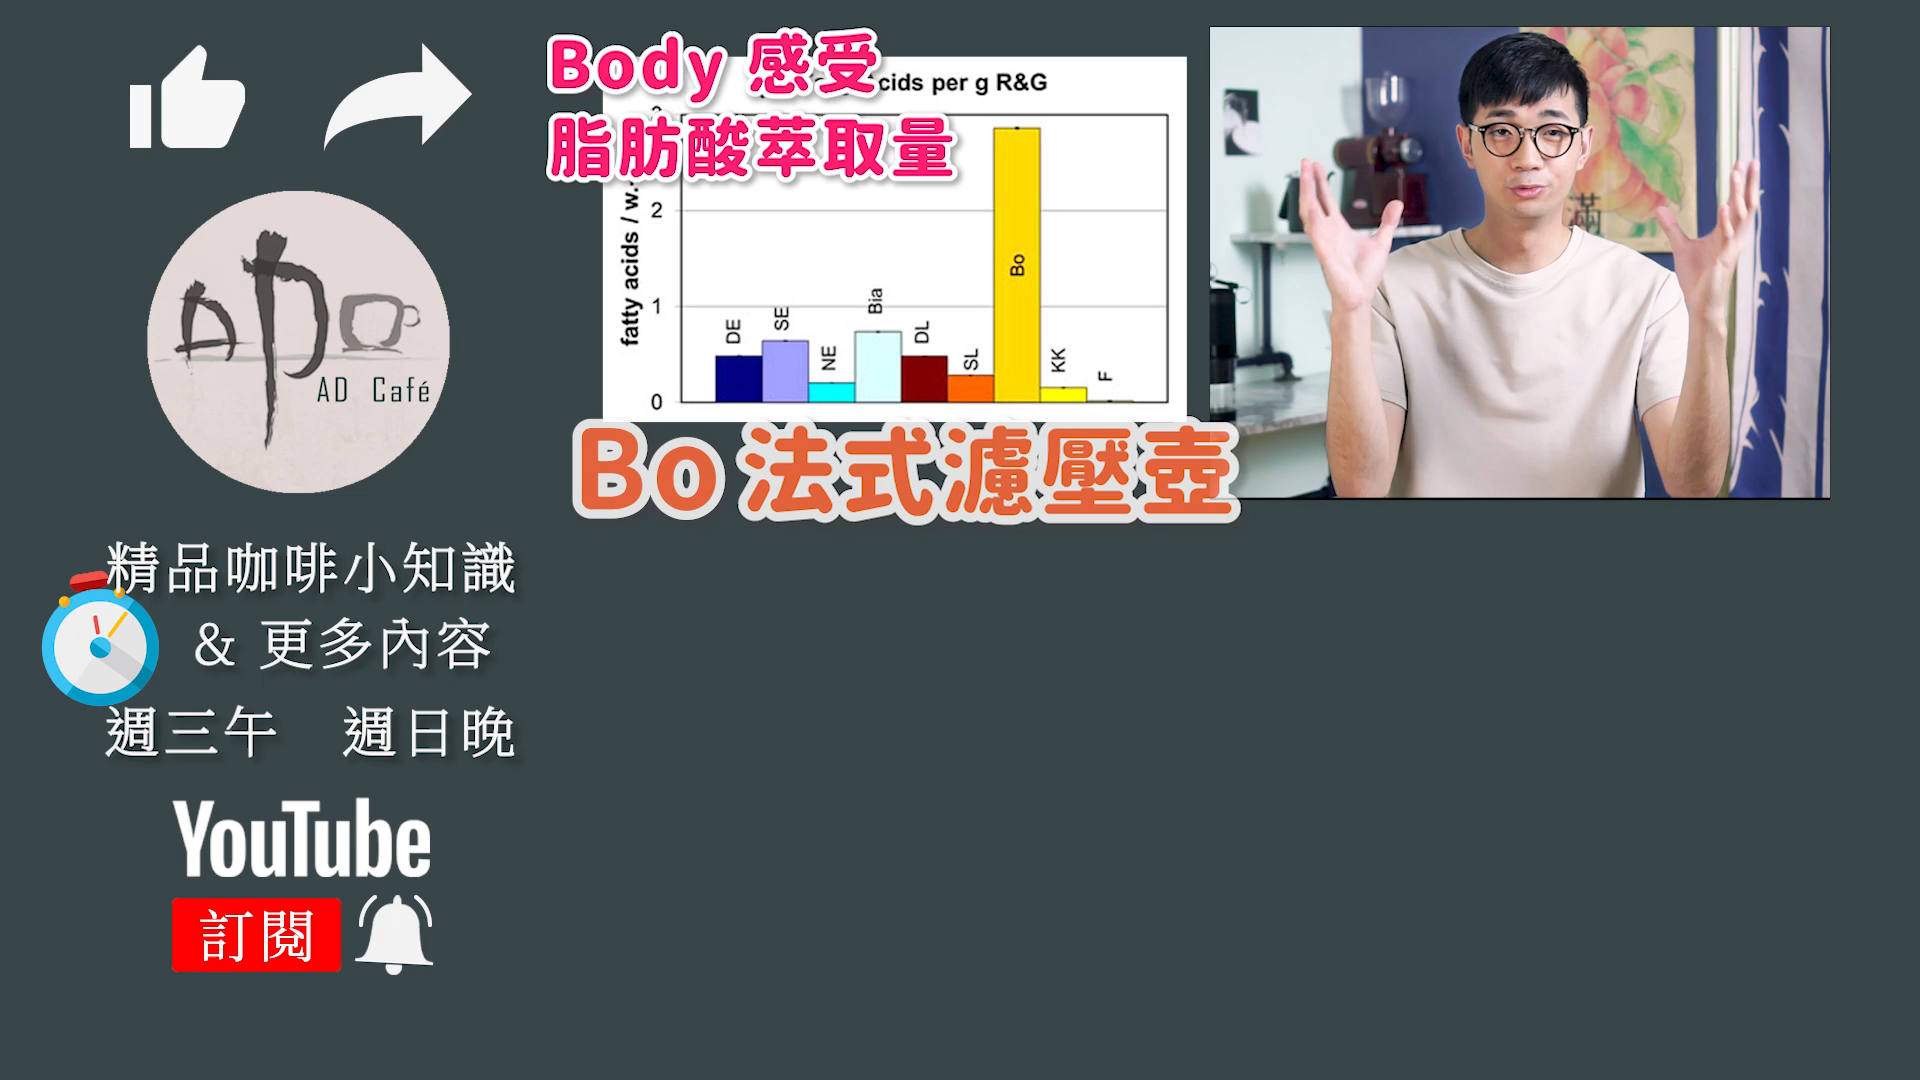 Body 感受
脂肪酸萃取量
cids per g R&G
fatty acids / w.
2
1
0
DE
SE
NE
Bia
DL
SL
Bo
KK
F
Bo 法式濾壓壺
滿
AD Café
精品咖啡小知識
& 更多內容
週三午 週日晚
YouTube
訂閱